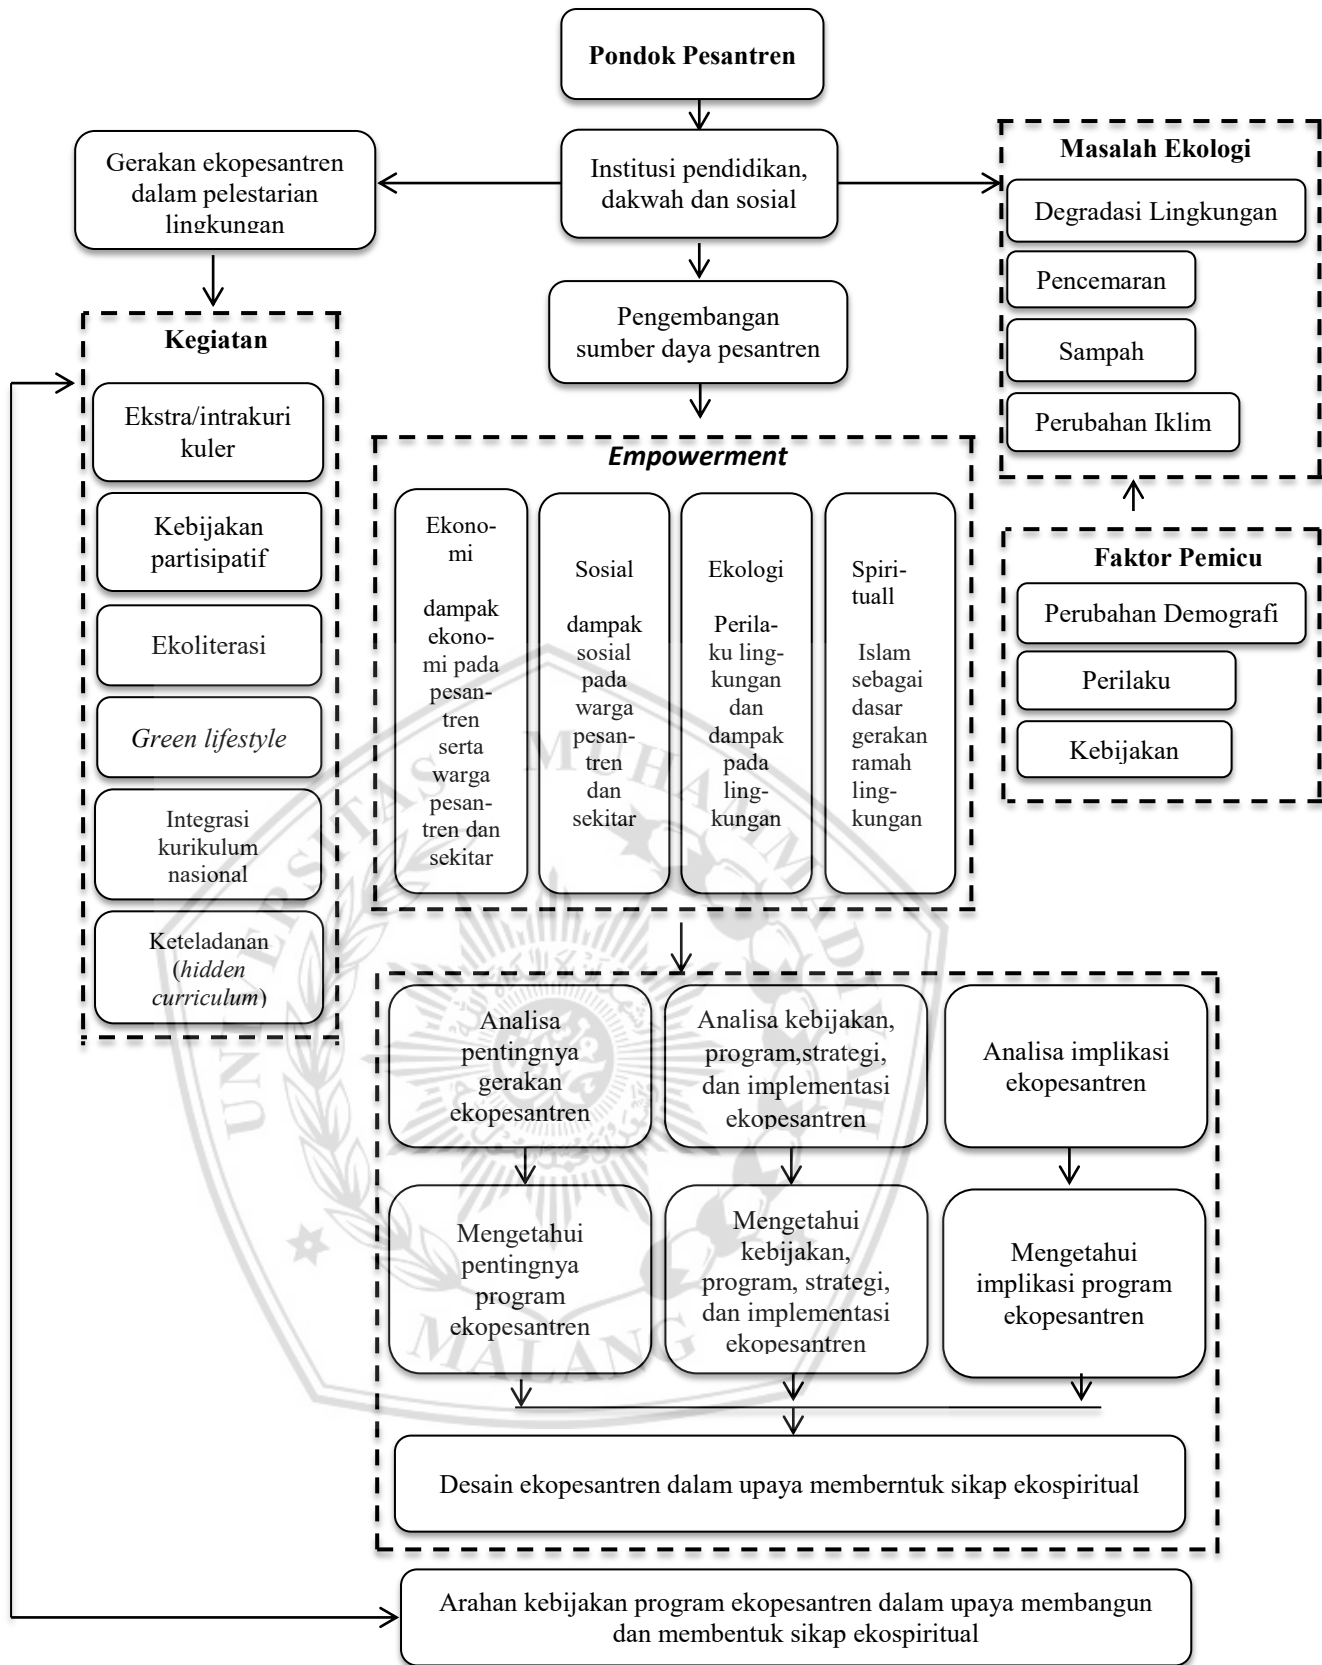 Pondok Pesantren
Institusi pendidikan,
dakwah dan sosial
Gerakan ekopesantren
dalam pelestarian
lingkungan
Masalah Ekologi
Degradasi Lingkungan
Pencemaran
Sampah
Perubahan Iklim
Pengembangan
sumber daya pesantren
Kegiatan
Ekstra/intrakuri
kuler
Kebijakan
partisipatif
Ekoliterasi
Green lifestyle
Integrasi
kurikulum
nasional
Keteladanan
(hidden
curriculum)
Empowerment
Ekono-
mi
dampak
ekono-
mi pada
pesan-
tren
serta
warga
pesan-
tren dan
sekitar
Sosial
dampak
sosial
pada
warga
pesan-
tren
dan
sekitar
Ekologi
Perila-
ku ling-
kungan
dan
dampak
pada
ling-
kungan
Spiri-
tuall
Islam
sebagai
dasar
gerakan
ramah
ling-
kungan
Faktor Pemicu
Perubahan Demografi
Perilaku
Kebijakan
Analisa
pentingnya
gerakan
ekopesantren
Analisa kebijakan,
program,strategi,
dan implementasi
ekopesantren
Analisa implikasi
ekopesantren
Mengetahui
pentingnya
program
ekopesantren
Mengetahui
kebijakan,
program, strategi,
dan implementasi
ekopesantren
Mengetahui
implikasi program
ekopesantren
Desain ekopesantren dalam upaya memberntuk sikap ekospiritual
Arahan kebijakan program ekopesantren dalam upaya membangun
dan membentuk sikap ekospiritual
UNIVERSITAS MUHAMMADIYAH
MALANG